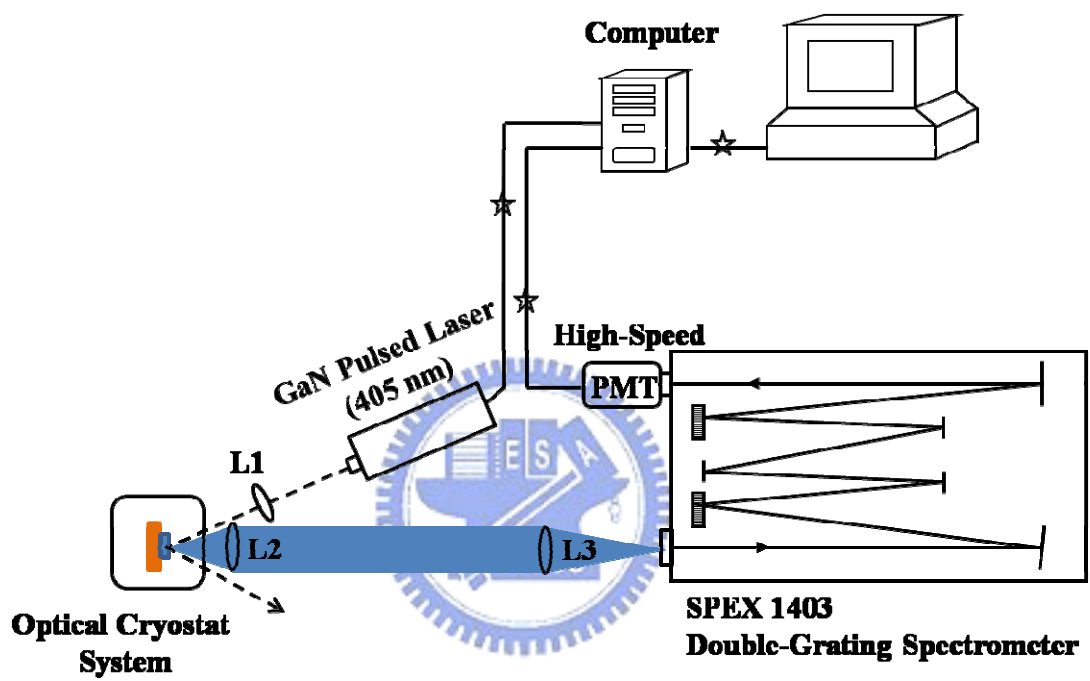 Computer
GaN Pulsed Laser
(405 nm)
High-Speed
PMT
L1
L2
L3
ESA
Optical Cryostat
System
SPEX 1403
Double-Grating Spectrometer